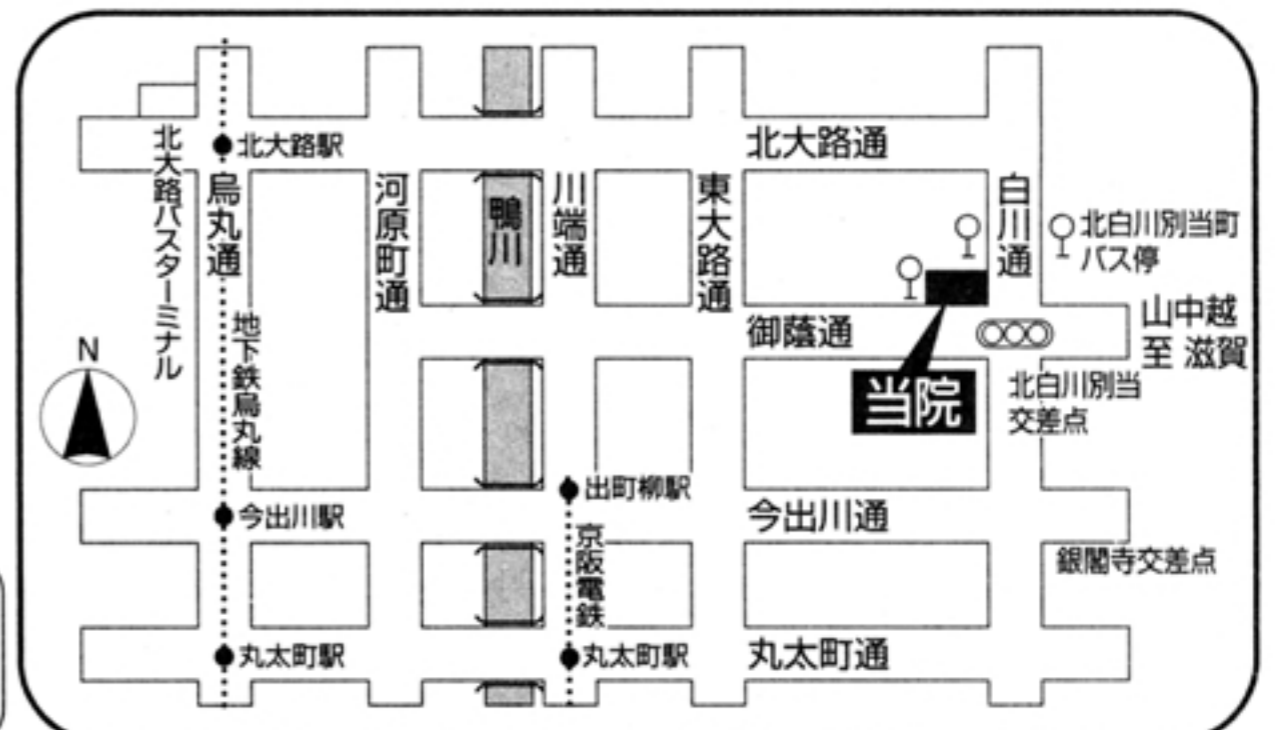 北大路駅
北大路通
北大路バスターミナル
烏丸通
河原町通
鴨川
川端通
東大路通
白川通
北白川別当町
バス停
地下鉄烏丸線
御蔭通
山中越
至 滋賀
N
当院
北白川別当
交差点
出町柳駅
今出川駅
今出川通
京阪電鉄
銀閣寺交差点
丸太町駅
丸太町駅
丸太町通